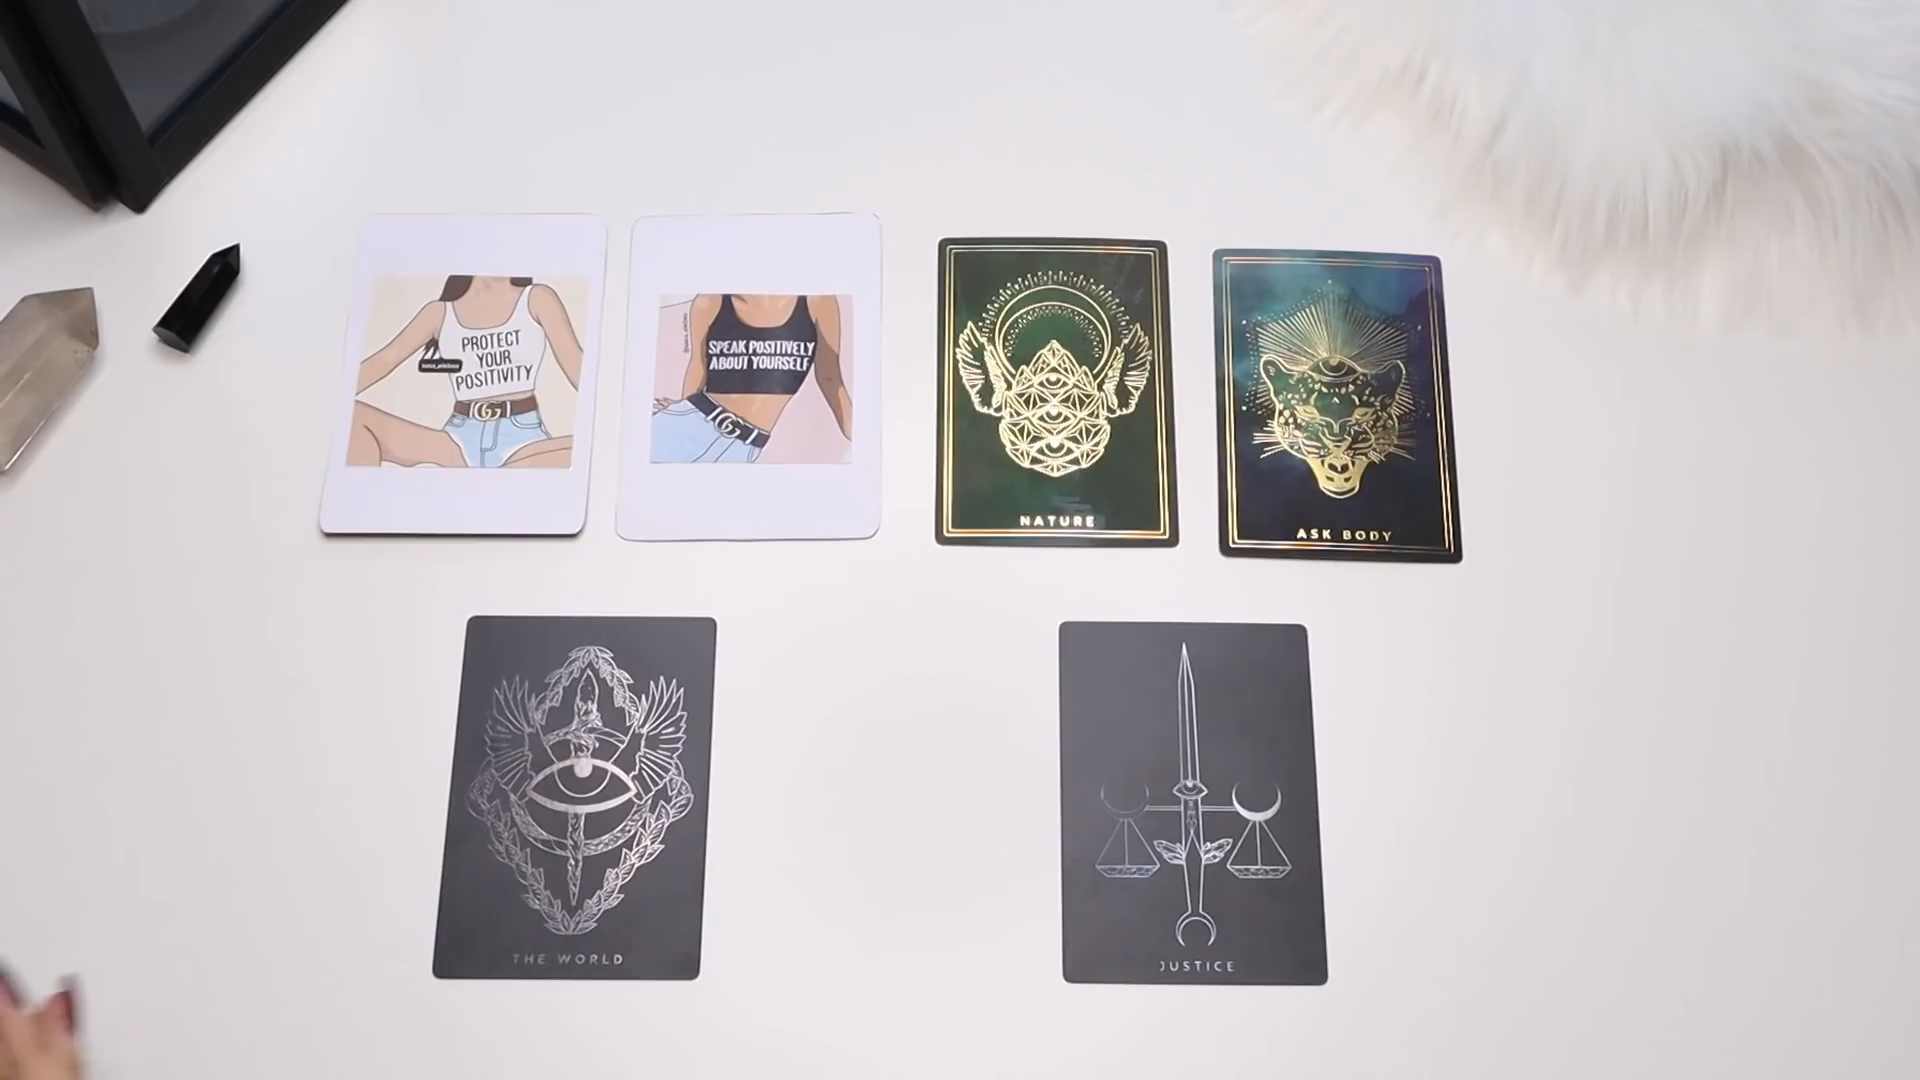 PROTECT
YOUR
POSITIVITY
SPEAK POSITIVELY
ABOUT YOURSELF
NATURE
ASK BODY
THE WORLD
JUSTICE